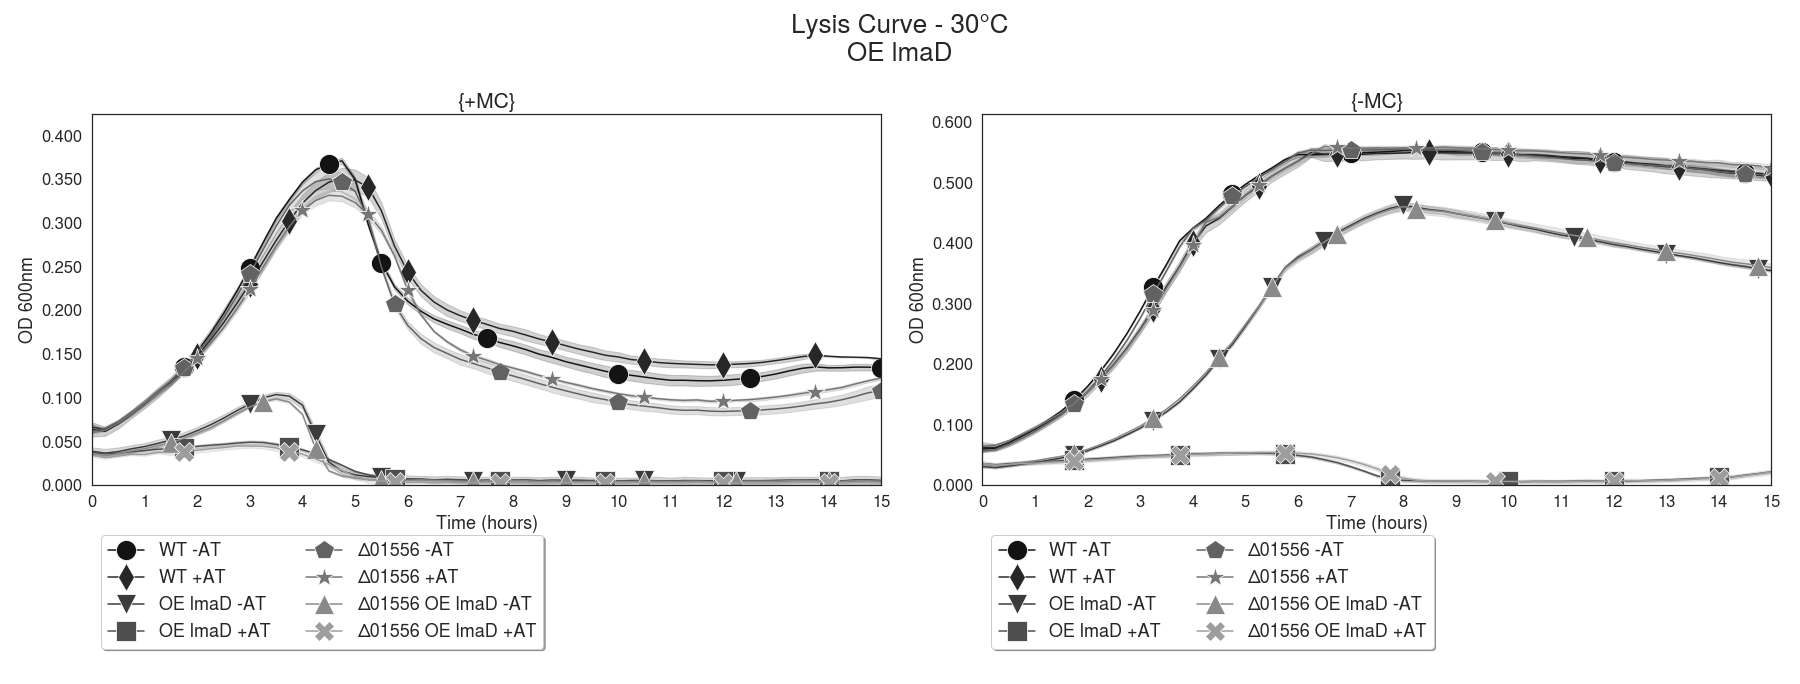 Lysis Curve - 30°C
OE lmaD
{+MC}
0.400
0.350
0.300
0.250
0.200
0.150
0.100
0.050
0.000
OD 600nm
0 1 2 3 4 5 6 7 8 9 10 11 12 13 14 15
Time (hours)
WT -AT
WT +AT
OE lmaD -AT
OE lmaD +AT
Δ01556 -AT
Δ01556 +AT
Δ01556 OE lmaD -AT
Δ01556 OE lmaD +AT
{-MC}
0.600
0.500
0.400
0.300
0.200
0.100
0.000
OD 600nm
0 1 2 3 4 5 6 7 8 9 10 11 12 13 14 15
Time (hours)
WT -AT
WT +AT
OE lmaD -AT
OE lmaD +AT
Δ01556 -AT
Δ01556 +AT
Δ01556 OE lmaD -AT
Δ01556 OE lmaD +AT